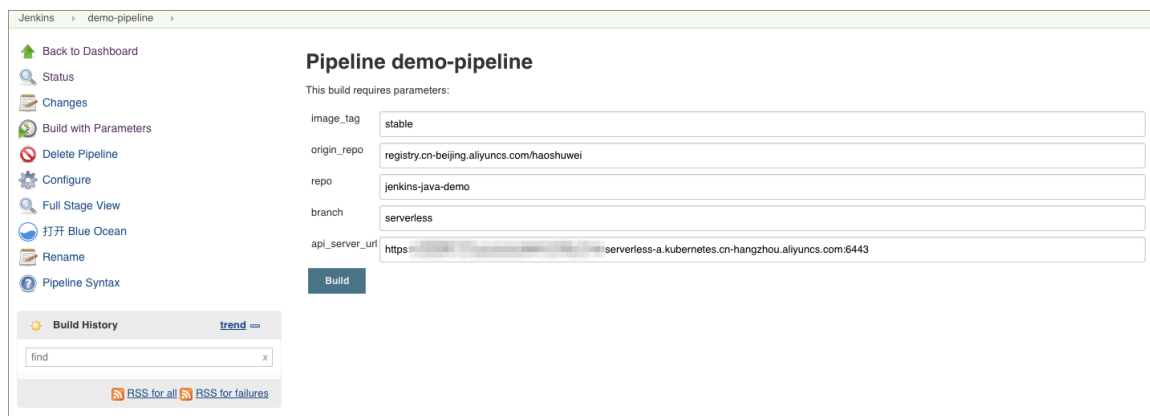 Jenkins demo-pipeline
Back to Dashboard
Status
Changes
Build with Parameters
Delete Pipeline
Configure
Full Stage View
打开 Blue Ocean
Rename
Pipeline Syntax
Build History trend
find x
RSS for all RSS for failures
Pipeline demo-pipeline
This build requires parameters:
image_tag stable
origin_repo registry.cn-beijing.aliyuncs.com/haoshuwei
repo jenkins-java-demo
branch serverless
api_server_url https: serverless-a.kubernetes.cn-hangzhou.aliyuncs.com:6443
Build